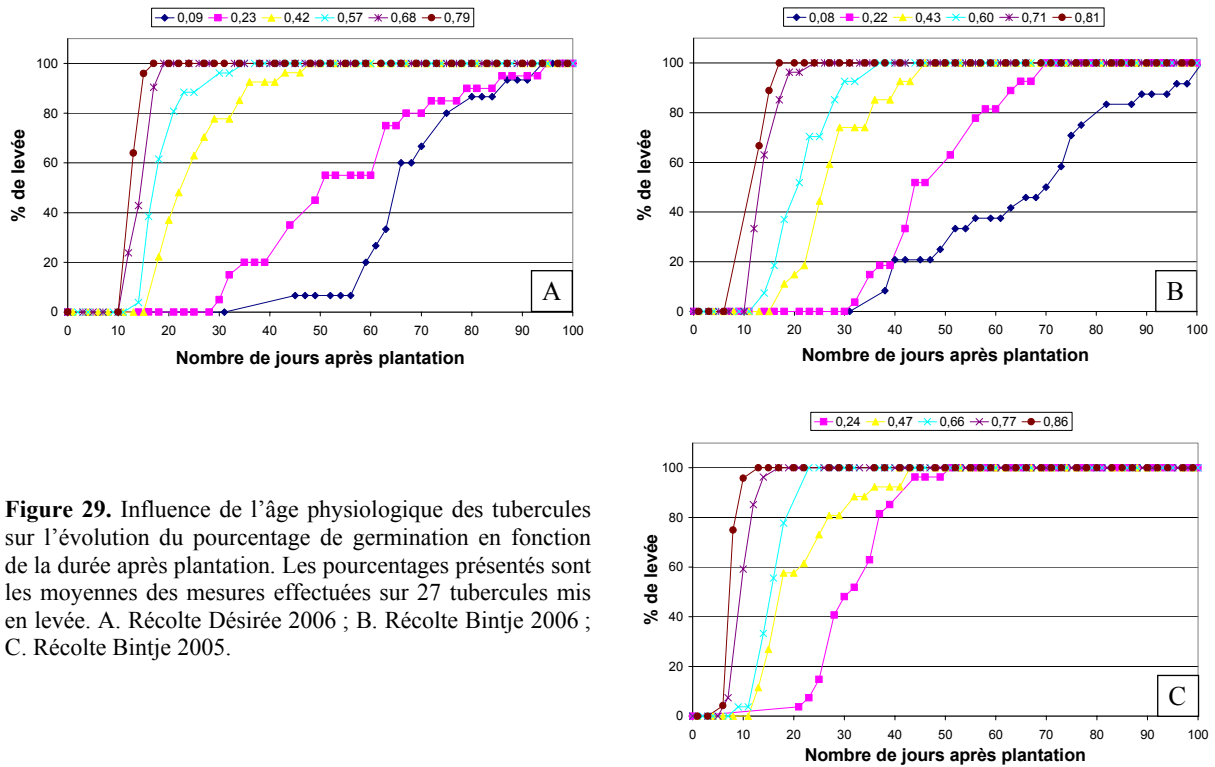 0,09 0,23 0,42 0,57 0,68 0,79
% de levée
100
80
60
40
20
0
0 10 20 30 40 50 60 70 80 90 100
A
Nombre de jours après plantation
0,08 0,22 0,43 0,60 0,71 0,81
% de levée
100
80
60
40
20
0
0 10 20 30 40 50 60 70 80 90 100
B
Nombre de jours après plantation
Figure 29. Influence de l'âge physiologique des tubercules
sur l'évolution du pourcentage de germination en fonction
de la durée après plantation. Les pourcentages présentés sont
les moyennes des mesures effectuées sur 27 tubercules mis
en levée. A. Récolte Désirée 2006 ; B. Récolte Bintje 2006 ;
C. Récolte Bintje 2005.
0,24 0,47 0,66 0,77 0,86
% de levée
100
80
60
40
20
0
0 10 20 30 40 50 60 70 80 90 100
C
Nombre de jours après plantation